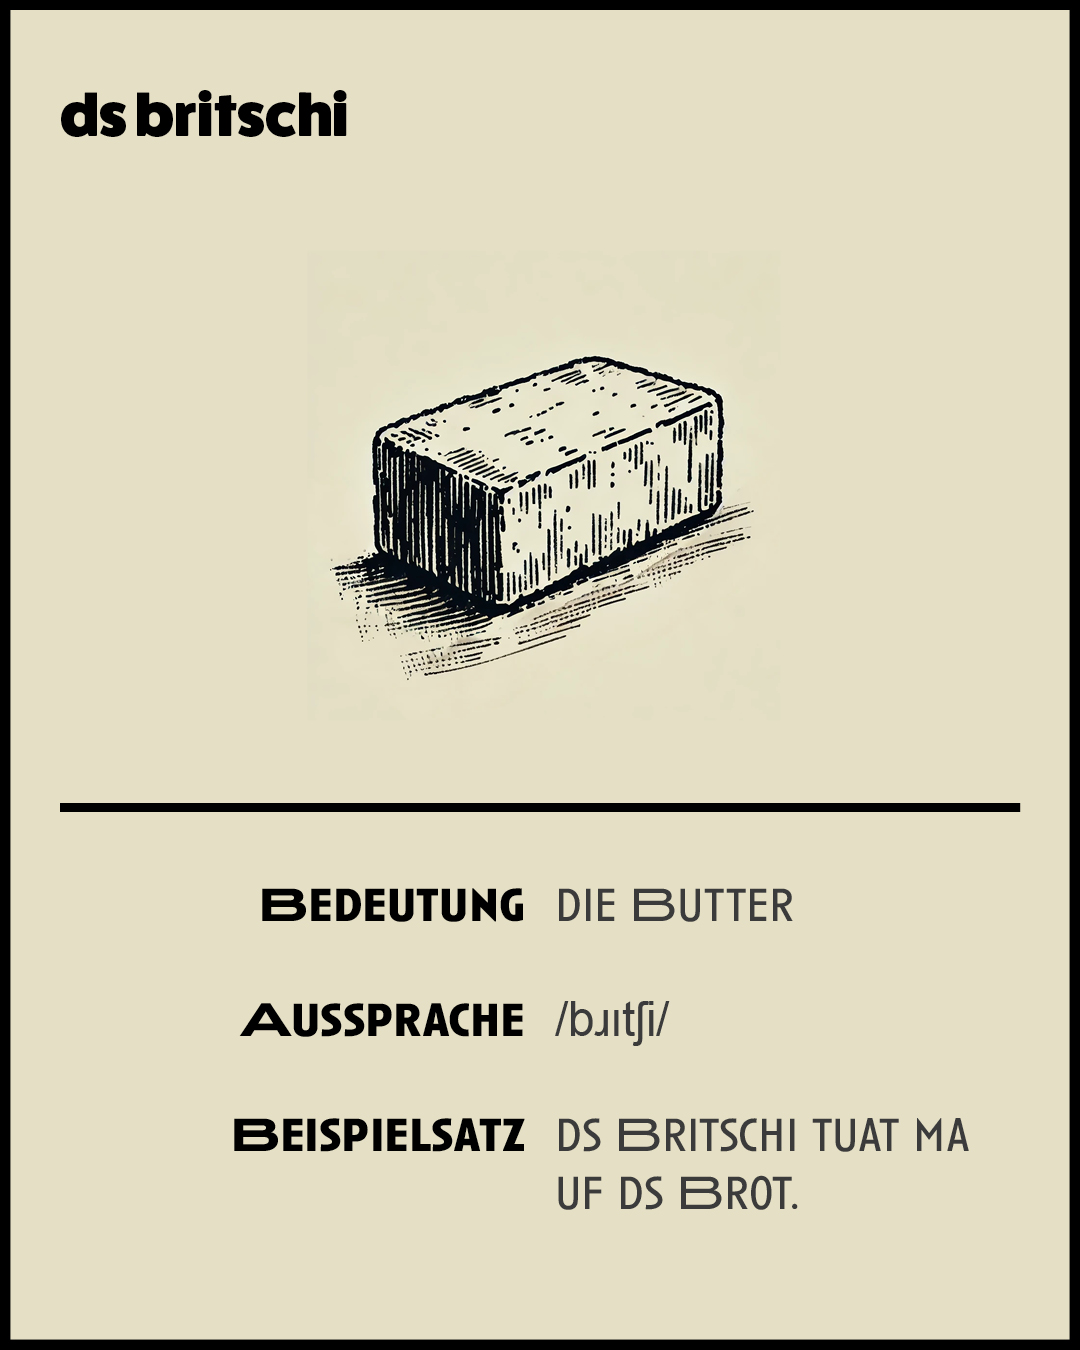 ds britschi
BEDEUTUNG DIE BUTTER
AUSSPRACHE /bɹɪtʃi/
BEISPIELSATZ DS BRITSCHI TUAT MA
UF DS BROT.